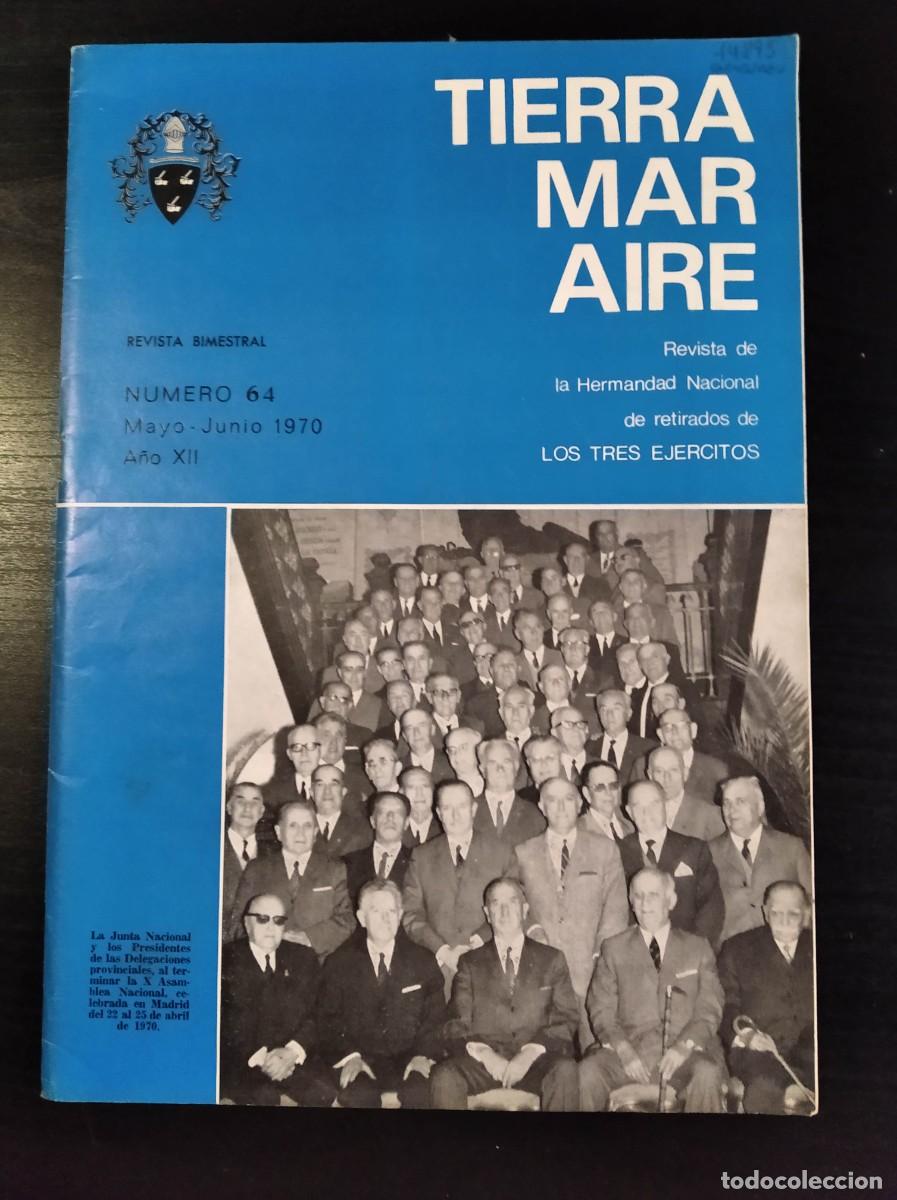 14893
TIERRA
MAR
AIRE
REVISTA BIMESTRAL
NUMERO 64
Mayo - Junio 1970
Año XII
Revista de
la Hermandad Nacional
de retirados de
LOS TRES EJERCITOS
La Junta Nacional
y los Presidentes
de las Delegaciones
provinciales, al ter-
minar la X Asam-
blea Nacional, ce-
lebrada en Madrid
del 22 al 25 de abril
de 1970.
todocoleccion